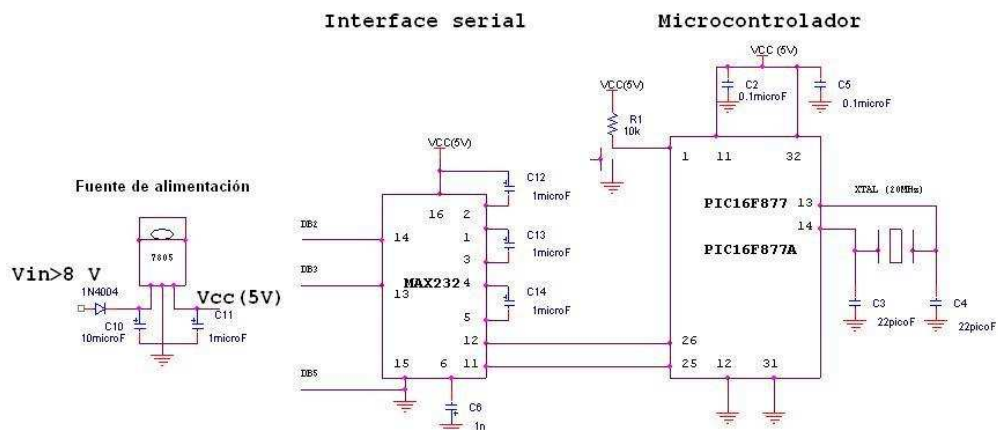 Interface serial
Microcontrolador
VCC (5V)
C2
0.1microF
C5
0.1microF
VCC(5V)
R1
10k
1
11
32
VCC(5V)
C12
1microF
Fuente de alimentación
16
2
PIC16F877
13
XTAL (20MHz)
DB2
14
1
C13
1microF
3
14
PIC16F877A
7805
DB3
13
MAX232
4
C14
1microF
5
Vin>8 V
1N4004
Vcc(5V)
C10
10microF
C11
1microF
C3
22picoF
C4
22picoF
12
11
26
25
12
31
DB5
15
6
C6
1n